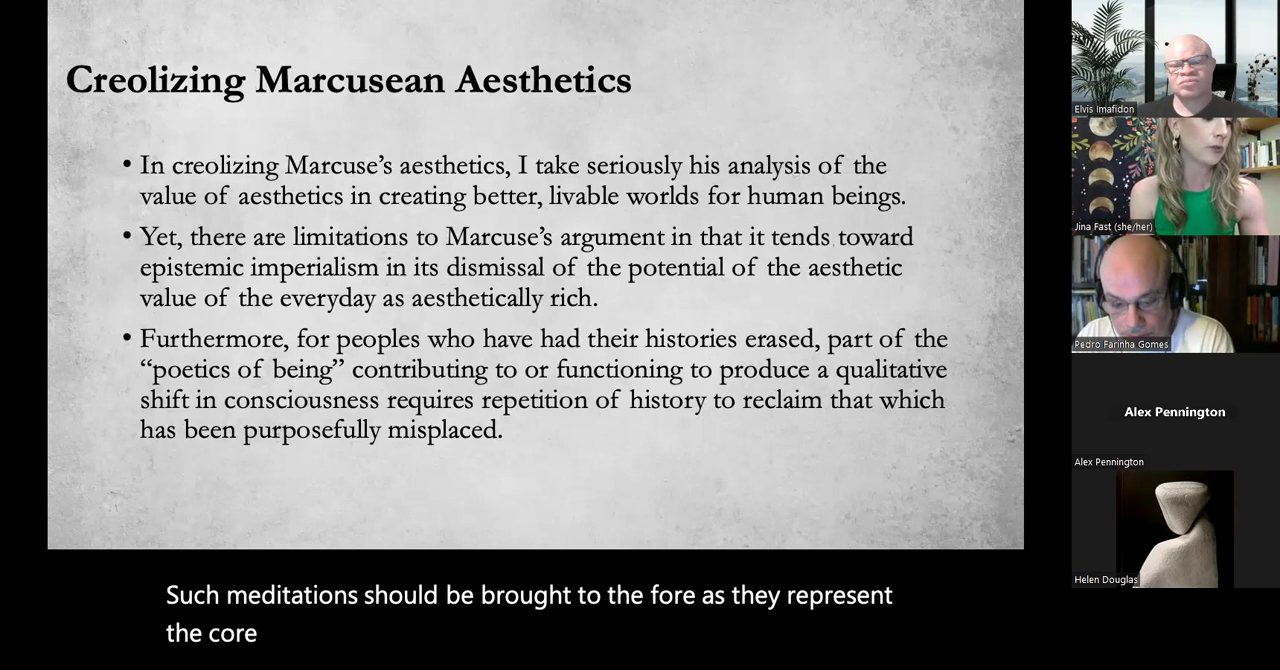 Creolizing Marcusean Aesthetics
• In creolizing Marcuse’s aesthetics, I take seriously his analysis of the
value of aesthetics in creating better, livable worlds for human beings.
• Yet, there are limitations to Marcuse’s argument in that it tends toward
epistemic imperialism in its dismissal of the potential of the aesthetic
value of the everyday as aesthetically rich.
• Furthermore, for peoples who have had their histories erased, part of the
“poetics of being” contributing to or functioning to produce a qualitative
shift in consciousness requires repetition of history to reclaim that which
has been purposefully misplaced.
Such meditations should be brought to the fore as they represent
the core
Elvis Imafidon
Jina Fast (she/her)
Pedro Farinha Gomes
Alex Pennington
Alex Pennington
Helen Douglas